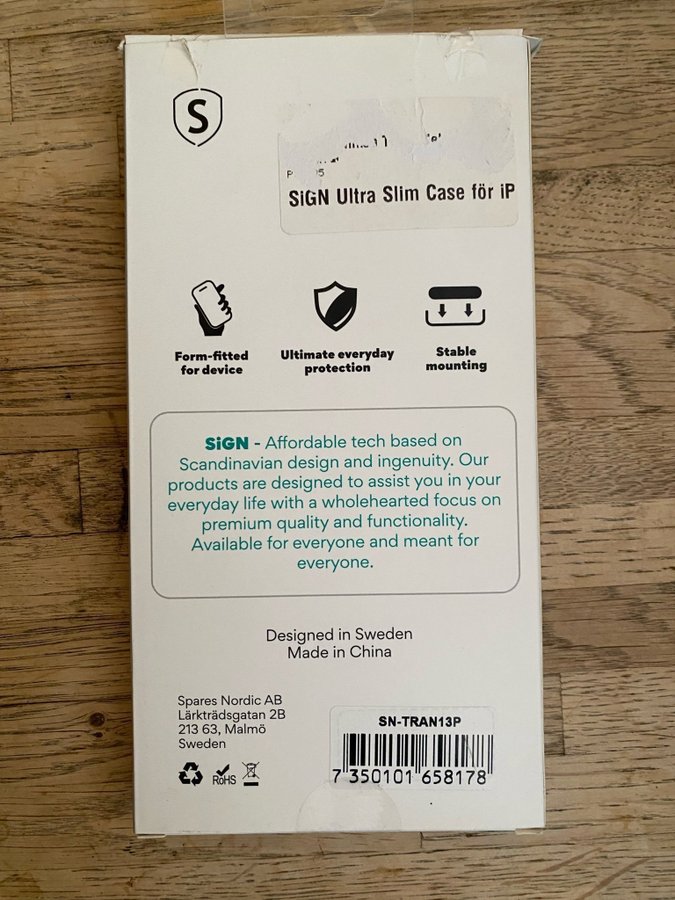 S
SiGN Ultra Slim Case för iP
Form-fitted
for device
Ultimate everyday
protection
Stable
mounting
SiGN - Affordable tech based on
Scandinavian design and ingenuity. Our
products are designed to assist you in your
everyday life with a wholehearted focus on
premium quality and functionality.
Available for everyone and meant for
everyone.
Designed in Sweden
Made in China
Spares Nordic AB
Lärkträdsgatan 2B
213 63, Malmö
Sweden
RoHS
SN-TRAN13P
7 350101 658178